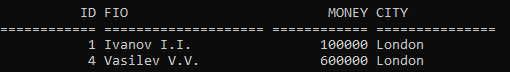 ID FIO MONEY CITY
============ ==================== ============ ===============
1 Ivanov I.I. 100000 London
4 Vasilev V.V. 600000 London